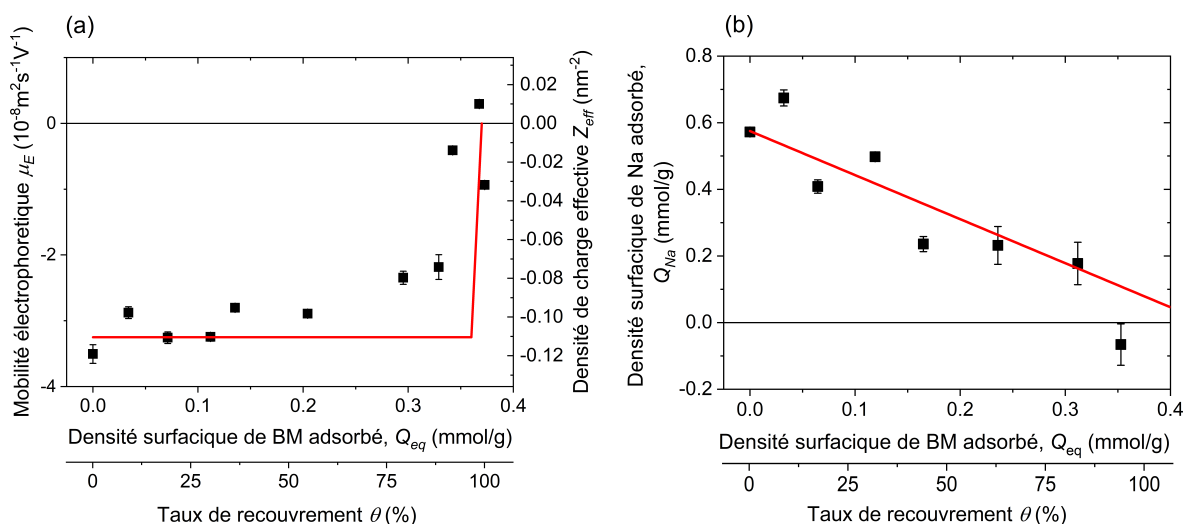 (a)
Mobilité électrophoretique μE (10-8m2s-1V-1)
0
-2
-4
0.02
0.00
-0.02
-0.04
-0.06
-0.08
-0.10
-0.12
Densité de charge effective Zeff (nm-2)
0.0 0.1 0.2 0.3 0.4
Densité surfacique de BM adsorbé, Qeq (mmol/g)
0 25 50 75 100
Taux de recouvrement θ (%)
(b)
Densité surfacique de Na adsorbé,
QNa (mmol/g)
0.8
0.6
0.4
0.2
0.0
-0.2
0.0 0.1 0.2 0.3 0.4
Densité surfacique de BM adsorbé, Qeq (mmol/g)
0 25 50 75 100
Taux de recouvrement θ (%)